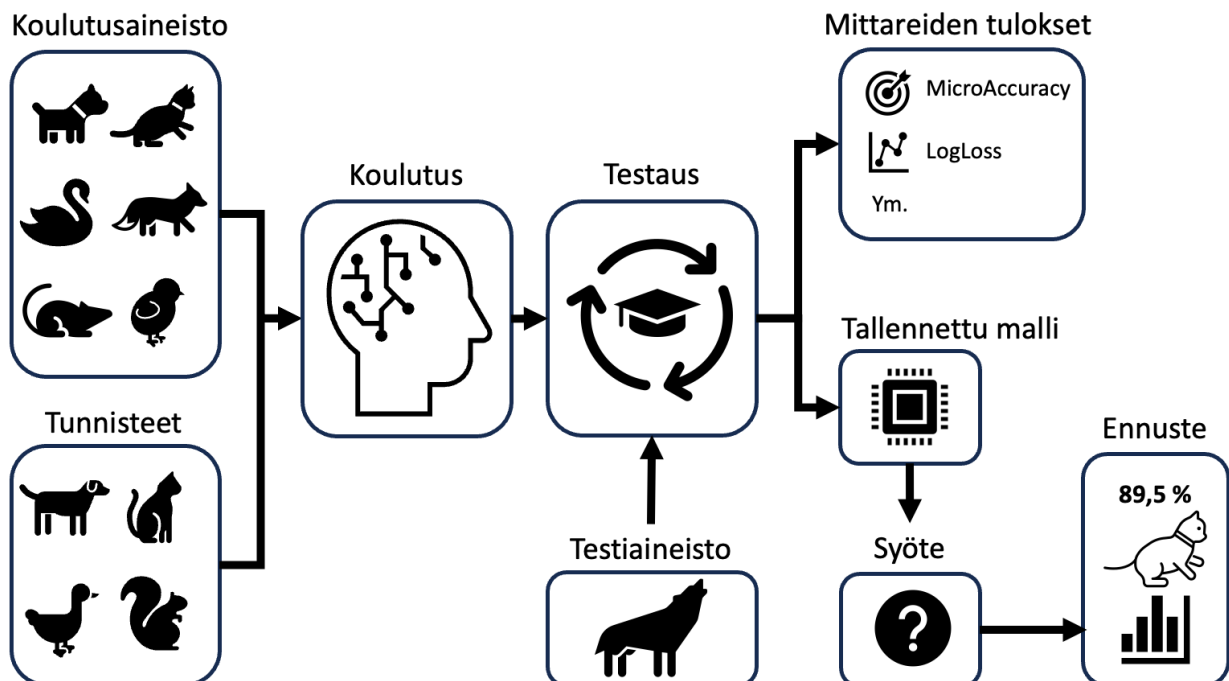 Koulutusaineisto
Mittareiden tulokset
MicroAccuracy
LogLoss
Ym.
Koulutus
Testaus
Tallennettu malli
Tunnisteet
Ennuste
89,5 %
Testiaineisto
Syöte
?